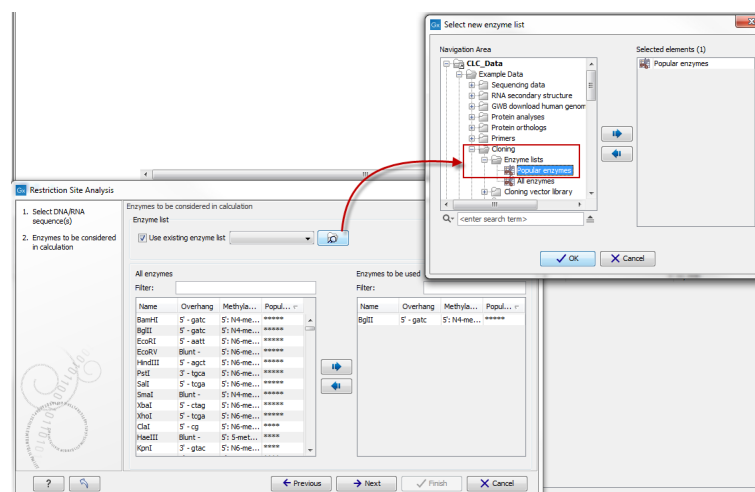 Select new enzyme list
Navigation Area
CLC_Data
Example Data
Sequencing data
RNA secondary structure
GWB download human genom
Protein analyses
Protein orthologs
Primers
Cloning
Enzyme lists
Popular enzymes
All enzymes
Cloning vector library
<enter search term>
Selected elements (1)
Popular enzymes
OK Cancel
Restriction Site Analysis
1. Select DNA/RNA
sequence(s)
2. Enzymes to be considered
in calculation
Enzymes to be considered in calculation
Enzyme list
Use existing enzyme list
All enzymes
Filter:
Name Overhang Methyla... Popul...
BamHI 5' - gatc 5': N4-me... *****
BglII 5' - gatc 5': N4-me... *****
EcoRI 5' - aatt 5': N6-me... *****
EcoRV Blunt - 5': N6-me... *****
HindIII 5' - agct 5': N6-me... *****
PstI 3' - tgca 5': N6-me... *****
SalI 5' - tcga 5': N6-me... *****
SmaI Blunt - 5': N4-me... *****
XbaI 5' - ctag 5': N6-me... *****
XhoI 5' - tcga 5': N6-me... *****
ClaI 5' - cg 5': N6-me... ****
HaeIII Blunt - 5': 5-met... ****
KpnI 3' - gtac 5': N6-me... ****
Enzymes to be used
Filter:
Name Overhang Methyla... Popul...
BglII 5' - gatc 5': N4-me... *****
? Previous Next Finish Cancel